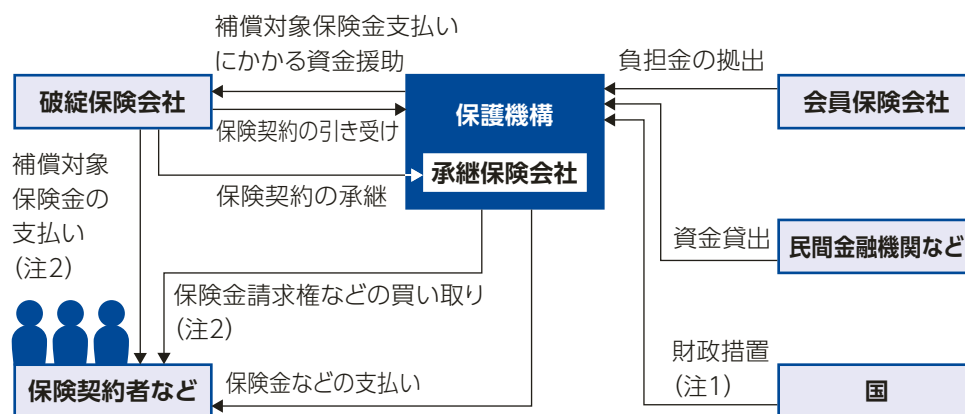 補償対象保険金支払い
にかかる資金援助
負担金の拠出
破綻保険会社
保護機構
会員保険会社
保険契約の引き受け
承継保険会社
補償対象
保険金の
支払い
(注2)
保険契約の承継
資金貸出
民間金融機関など
保険金請求権などの買い取り
(注2)
財政措置
(注1)
保険契約者など
保険金などの支払い
国